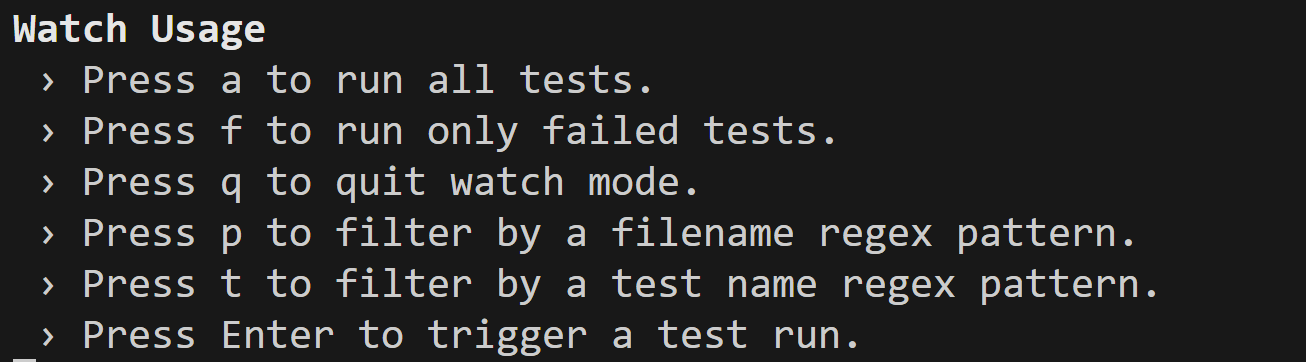 Watch Usage
› Press a to run all tests.
› Press f to run only failed tests.
› Press q to quit watch mode.
› Press p to filter by a filename regex pattern.
› Press t to filter by a test name regex pattern.
› Press Enter to trigger a test run.